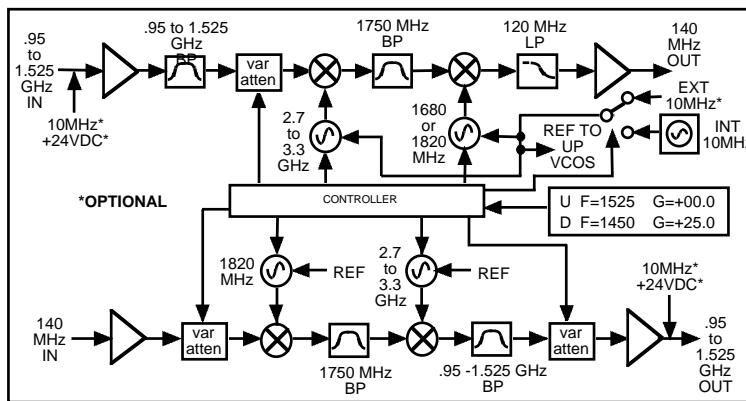 .95
to
1.525
GHz
IN
10MHz*
+24VDC*
.95 to 1.525
GHz
BP
var
atten
2.7
to
3.3
GHz
1750 MHz
BP
1680
or
1820
MHz
120 MHz
LP
140
MHz
OUT
EXT
10MHz*
INT
10MHz
REF TO
UP
VCOS
*OPTIONAL
CONTROLLER
U F=1525 G=+00.0
D F=1450 G=+25.0
1820
MHz
REF
2.7
to
3.3
GHz
REF
10MHz*
+24VDC*
140
MHz
IN
var
atten
1750 MHz
BP
.95 -1.525 GHz
BP
var
atten
.95
to
1.525
GHz
OUT